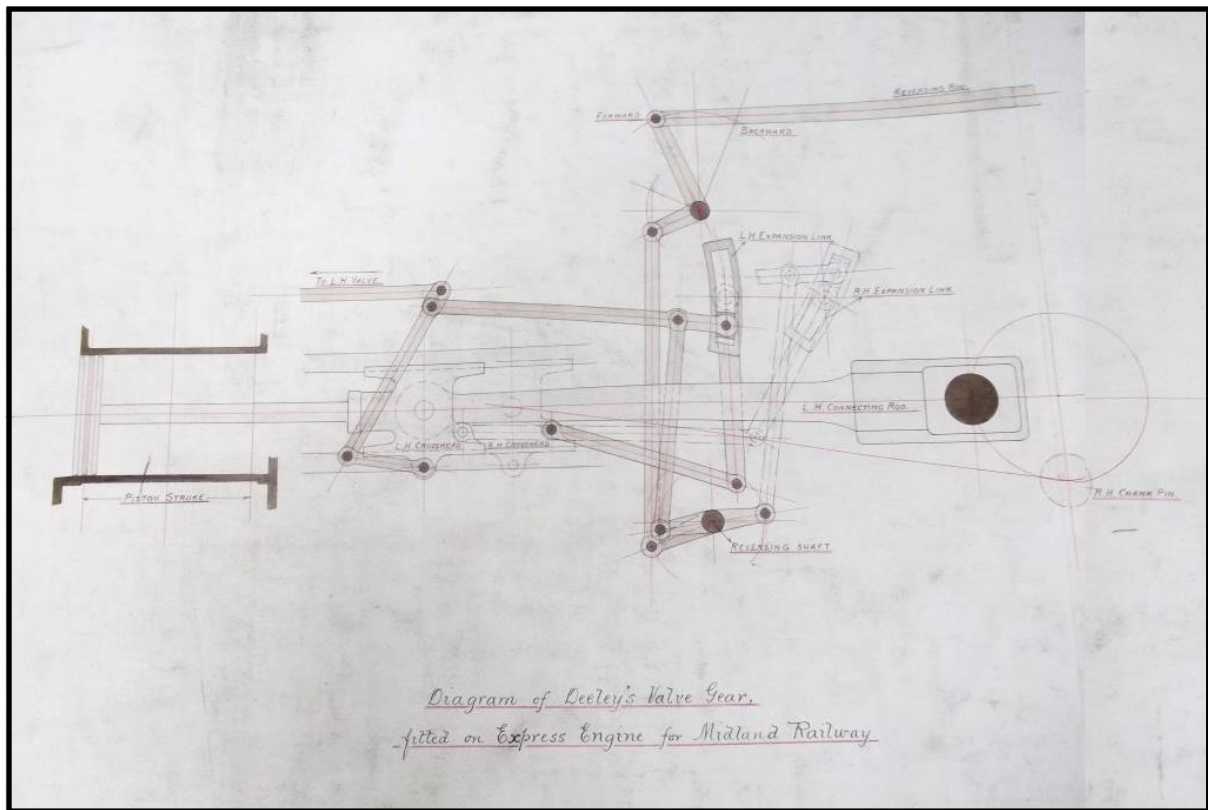 REVERSING ROD.
FORWARD
BACKWARD
L.H. EXPANSION LINK
TO L.H. VALVE.
R.H. EXPANSION LINK
L.H. CONNECTING ROD.
L.H. CROSSHEAD.
R.H. CROSSHEAD.
PISTON STROKE
R.H. CRANK PIN.
REVERSING SHAFT
Diagram of Deeley's Valve Gear,
fitted on Express Engine for Midland Railway